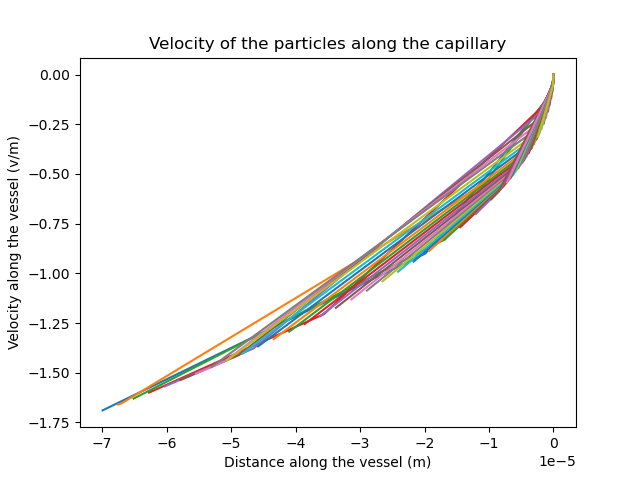 Velocity of the particles along the capillary
Velocity along the vessel (v/m)
0.00
−0.25
−0.50
−0.75
−1.00
−1.25
−1.50
−1.75
−7 −6 −5 −4 −3 −2 −1 0
1e−5
Distance along the vessel (m)